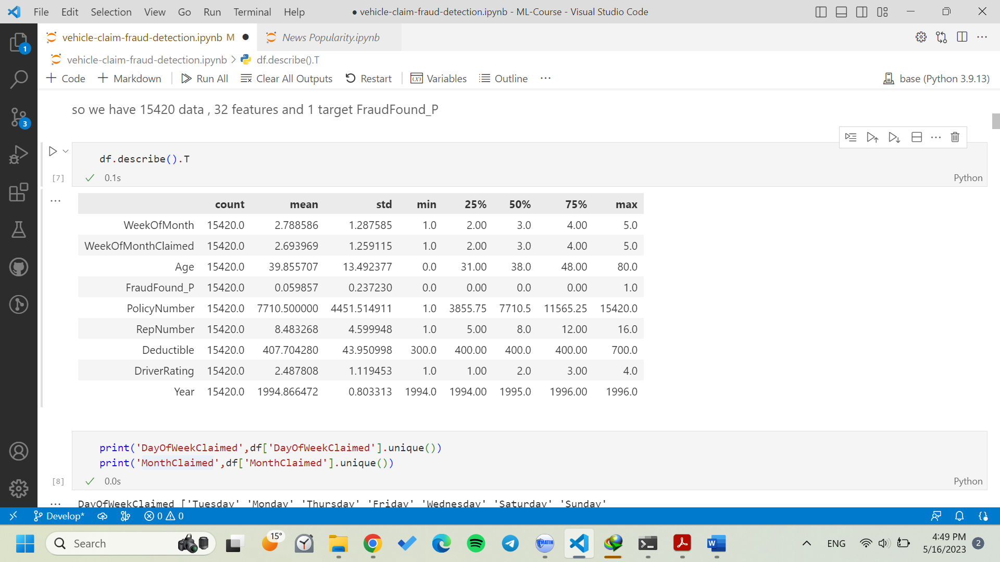 File Edit Selection View Go Run Terminal Help ● vehicle-claim-fraud-detection.ipynb - ML-Course - Visual Studio Code
vehicle-claim-fraud-detection.ipynb M ● News Popularity.ipynb
vehicle-claim-fraud-detection.ipynb > df.describe().T
+ Code + Markdown Run All Clear All Outputs Restart Variables Outline ... base (Python 3.9.13)
1
3
so we have 15420 data , 32 features and 1 target FraudFound_P
df.describe().T
[7] 0.1s Python
count mean std min 25% 50% 75% max
WeekOfMonth 15420.0 2.788586 1.287585 1.0 2.00 3.0 4.00 5.0
WeekOfMonthClaimed 15420.0 2.693969 1.259115 1.0 2.00 3.0 4.00 5.0
Age 15420.0 39.855707 13.492377 0.0 31.00 38.0 48.00 80.0
FraudFound_P 15420.0 0.059857 0.237230 0.0 0.00 0.0 0.00 1.0
PolicyNumber 15420.0 7710.500000 4451.514911 1.0 3855.75 7710.5 11565.25 15420.0
RepNumber 15420.0 8.483268 4.599948 1.0 5.00 8.0 12.00 16.0
Deductible 15420.0 407.704280 43.950998 300.0 400.00 400.0 400.00 700.0
DriverRating 15420.0 2.487808 1.119453 1.0 1.00 2.0 3.00 4.0
Year 15420.0 1994.866472 0.803313 1994.0 1994.00 1995.0 1996.00 1996.0
print('DayOfWeekClaimed',df['DayOfWeekClaimed'].unique())
print('MonthClaimed',df['MonthClaimed'].unique())
[8] 0.0s Python
DayOfWeekClaimed ['Tuesday' 'Monday' 'Thursday' 'Friday' 'Wednesday' 'Saturday' 'Sunday'
Develop* 0 0
Search 15° MATIN ENG 4:49 PM 2
5/16/2023